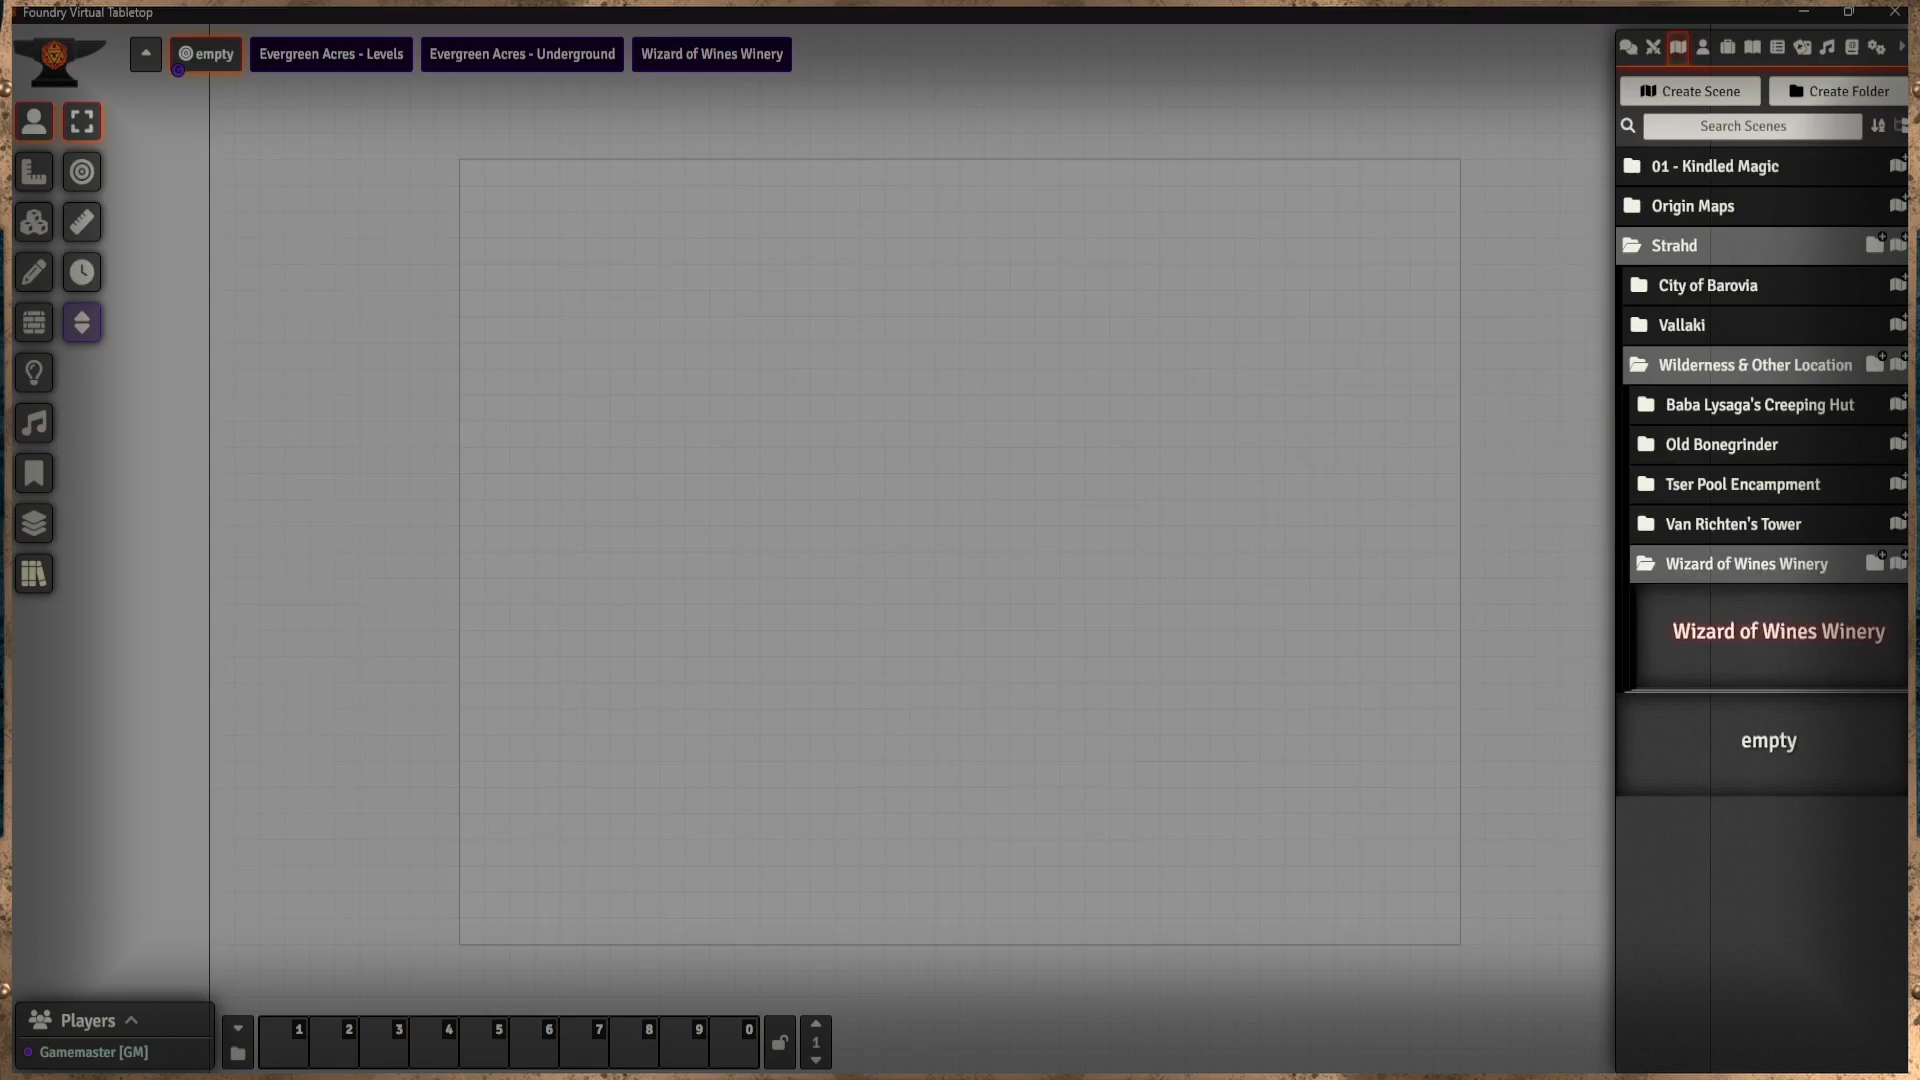 Foundry Virtual Tabletop
empty
Evergreen Acres - Levels
Evergreen Acres - Underground
Wizard of Wines Winery
Create Scene
Create Folder
Search Scenes
01 - Kindled Magic
Origin Maps
Strahd
City of Barovia
Vallaki
Wilderness & Other Location
Baba Lysaga's Creeping Hut
Old Bonegrinder
Tser Pool Encampment
Van Richten's Tower
Wizard of Wines Winery
Wizard of Wines Winery
empty
Players
Gamemaster [GM]
1 2 3 4 5 6 7 8 9 0
1